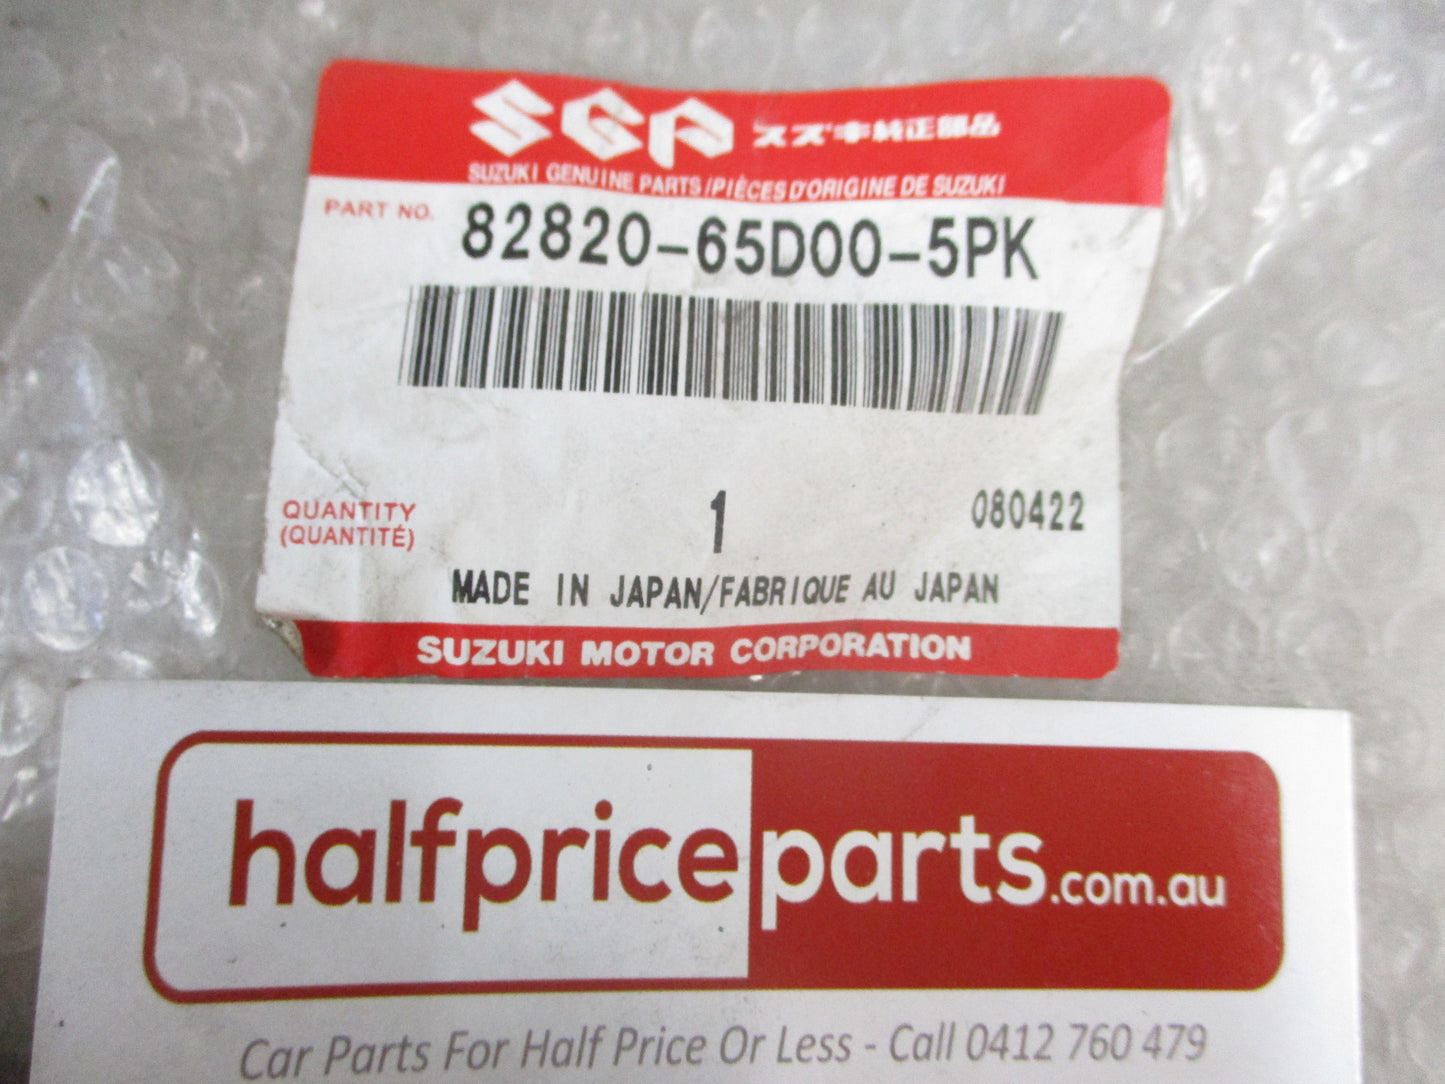 SGP スズキ純正部品
SUZUKI GENUINE PARTS/PIÈCES D'ORIGINE DE SUZUKI
PART NO. 82820-65D00-5PK
QUANTITY
(QUANTITÉ)
1
080422
MADE IN JAPAN/FABRIQUE AU JAPAN
SUZUKI MOTOR CORPORATION
halfpriceparts.com.au
Car Parts For Half Price Or Less - Call 0412 760 479